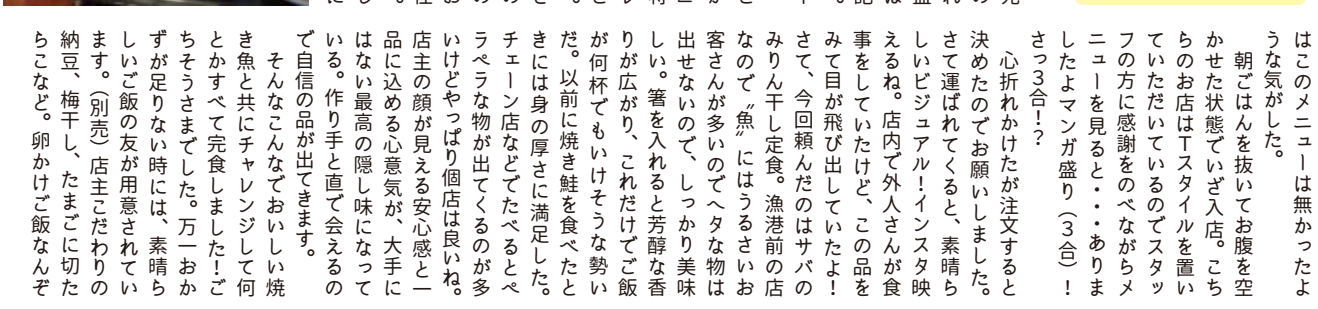 はこのメニューは無かったよ
うな気がした。
　朝ごはんを抜いてお腹を空
かせた状態でいざ入店。こち
らのお店はTスタイルを置い
ていただいているのでスタッ
フの方に感謝をのべながらメ
ニューを見ると・・・ありま
したよマンガ盛り（３合）！
さっ３合！？
　心折れかけたが注文すると
決めたのでお願いしました。
さて運ばれてくると、素晴ら
しいビジュアル！インスタ映
えるね。店内で外人さんが食
事をしていたけど、この品を
みて目が飛び出していたよ！
さて、今回頼んだのはサバの
みりん干し定食。漁港前の店
なので〝魚〟にはうるさいお
客さんが多いのでヘタな物は
出せないので、しっかり美味
しい。箸を入れると芳醇な香
りが広がり、これだけでご飯
が何杯でもいけそうな勢い
だ。以前に焼き鮭を食べたと
きには身の厚さに満足した。
チェーン店などでたべるとペ
ラペラな物が出てくるのが多
いけどやっぱり個店は良いね。
店主の顔が見える安心感と一
品に込める心意気が、大手に
はない最高の隠し味になって
いる。作り手と直で会えるの
で自信の品が出てきます。
　そんなこんなでおいしい焼
き魚と共にチャレンジして何
とかすべて完食しました！ご
ちそうさまでした。万一おか
ずが足りない時には、素晴ら
しいご飯の友が用意されてい
ます。（別売）店主こだわりの
納豆、梅干し、たまごに切た
らこなど。卵かけご飯なんぞ